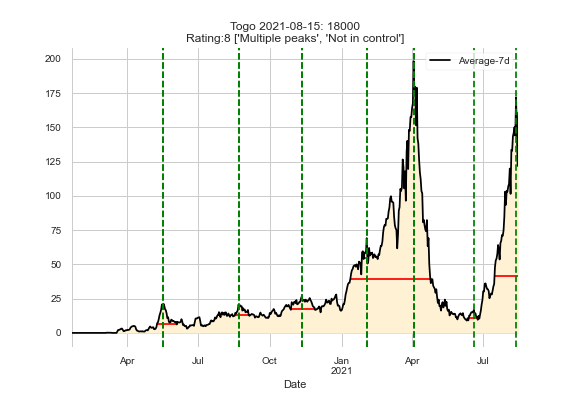 Togo 2021-08-15: 18000
Rating:8 ['Multiple peaks', 'Not in control']
Average-7d
200
175
150
125
100
75
50
25
0
Apr
Jul
Oct
Jan
2021
Apr
Jul
Date